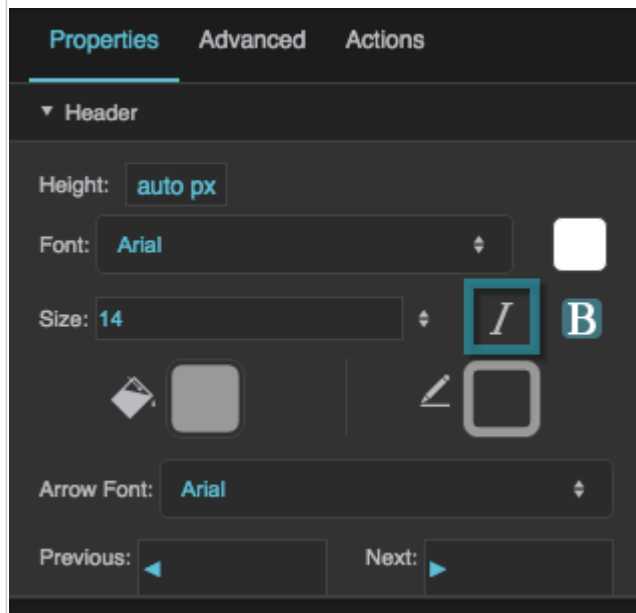 Properties Advanced Actions
▼ Header
Height: auto px
Font: Arial
Size: 14 I B
Arrow Font: Arial
Previous: ◀ Next: ▶